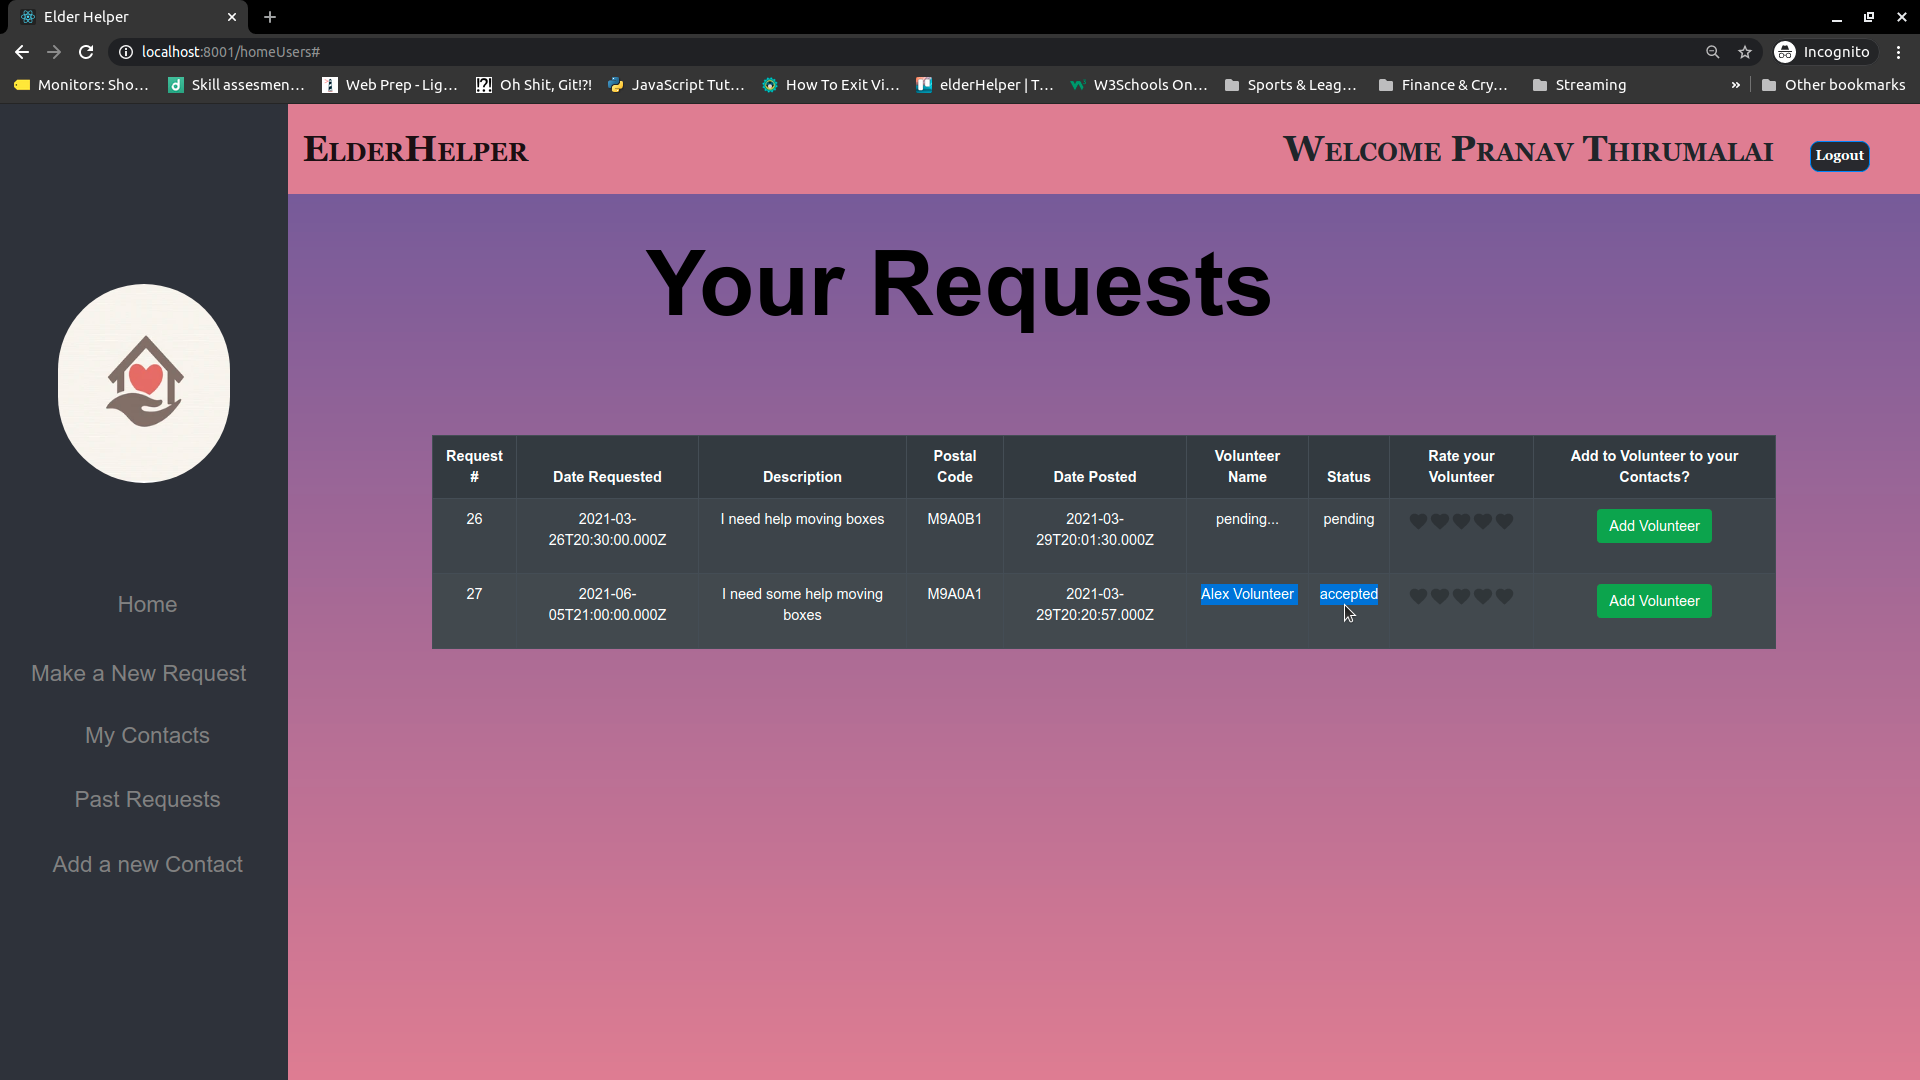 Elder Helper
localhost:8001/homeUsers#
Incognito
Monitors: Sho...
Skill assesmen...
Web Prep - Lig...
Oh Shit, Git!?!
JavaScript Tut...
How To Exit Vi...
elderHelper | T...
W3Schools On...
Sports & Leag...
Finance & Cry...
Streaming
»
Other bookmarks
ElderHelper
Welcome Pranav Thirumalai
Logout
Your Requests
Home
Make a New Request
My Contacts
Past Requests
Add a new Contact
Request
#
Date Requested
Description
Postal
Code
Date Posted
Volunteer
Name
Status
Rate your
Volunteer
Add to Volunteer to your
Contacts?
26
2021-03-
26T20:30:00.000Z
I need help moving boxes
M9A0B1
2021-03-
29T20:01:30.000Z
pending...
pending
Add Volunteer
27
2021-06-
05T21:00:00.000Z
I need some help moving
boxes
M9A0A1
2021-03-
29T20:20:57.000Z
Alex Volunteer
accepted
Add Volunteer